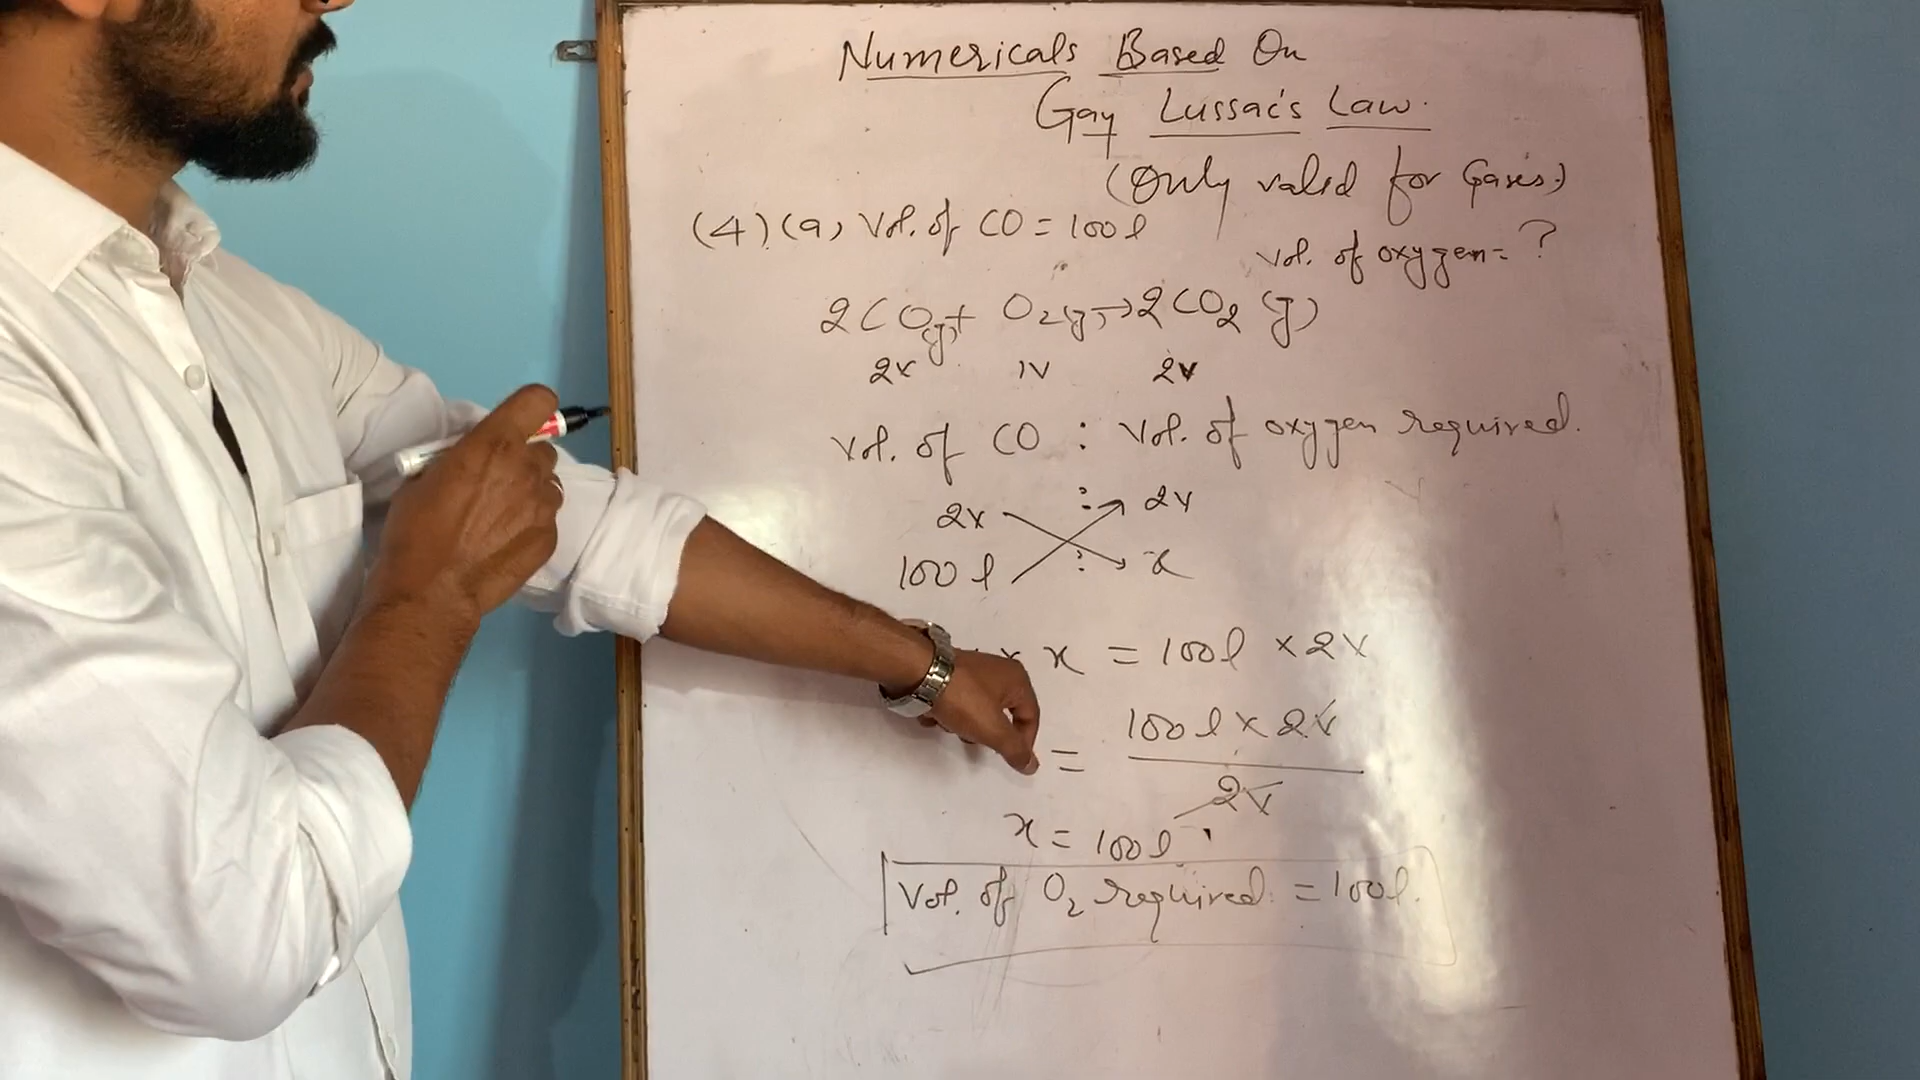 Numericals Based On
Gay Lussac's Law.
(Only valid for Gases.)
(4) (a) Vol. of CO = 100 l
Vol. of oxygen = ?
2CO(g) + O2(g) → 2CO2 (g)
2V 1V 2V
Vol. of CO : Vol. of oxygen required.
2V : 2V
100 l : x
x = 100 l × 2V
= 100 l × 2V
2V
x = 100 l
Vol. of O2 required = 100 l.